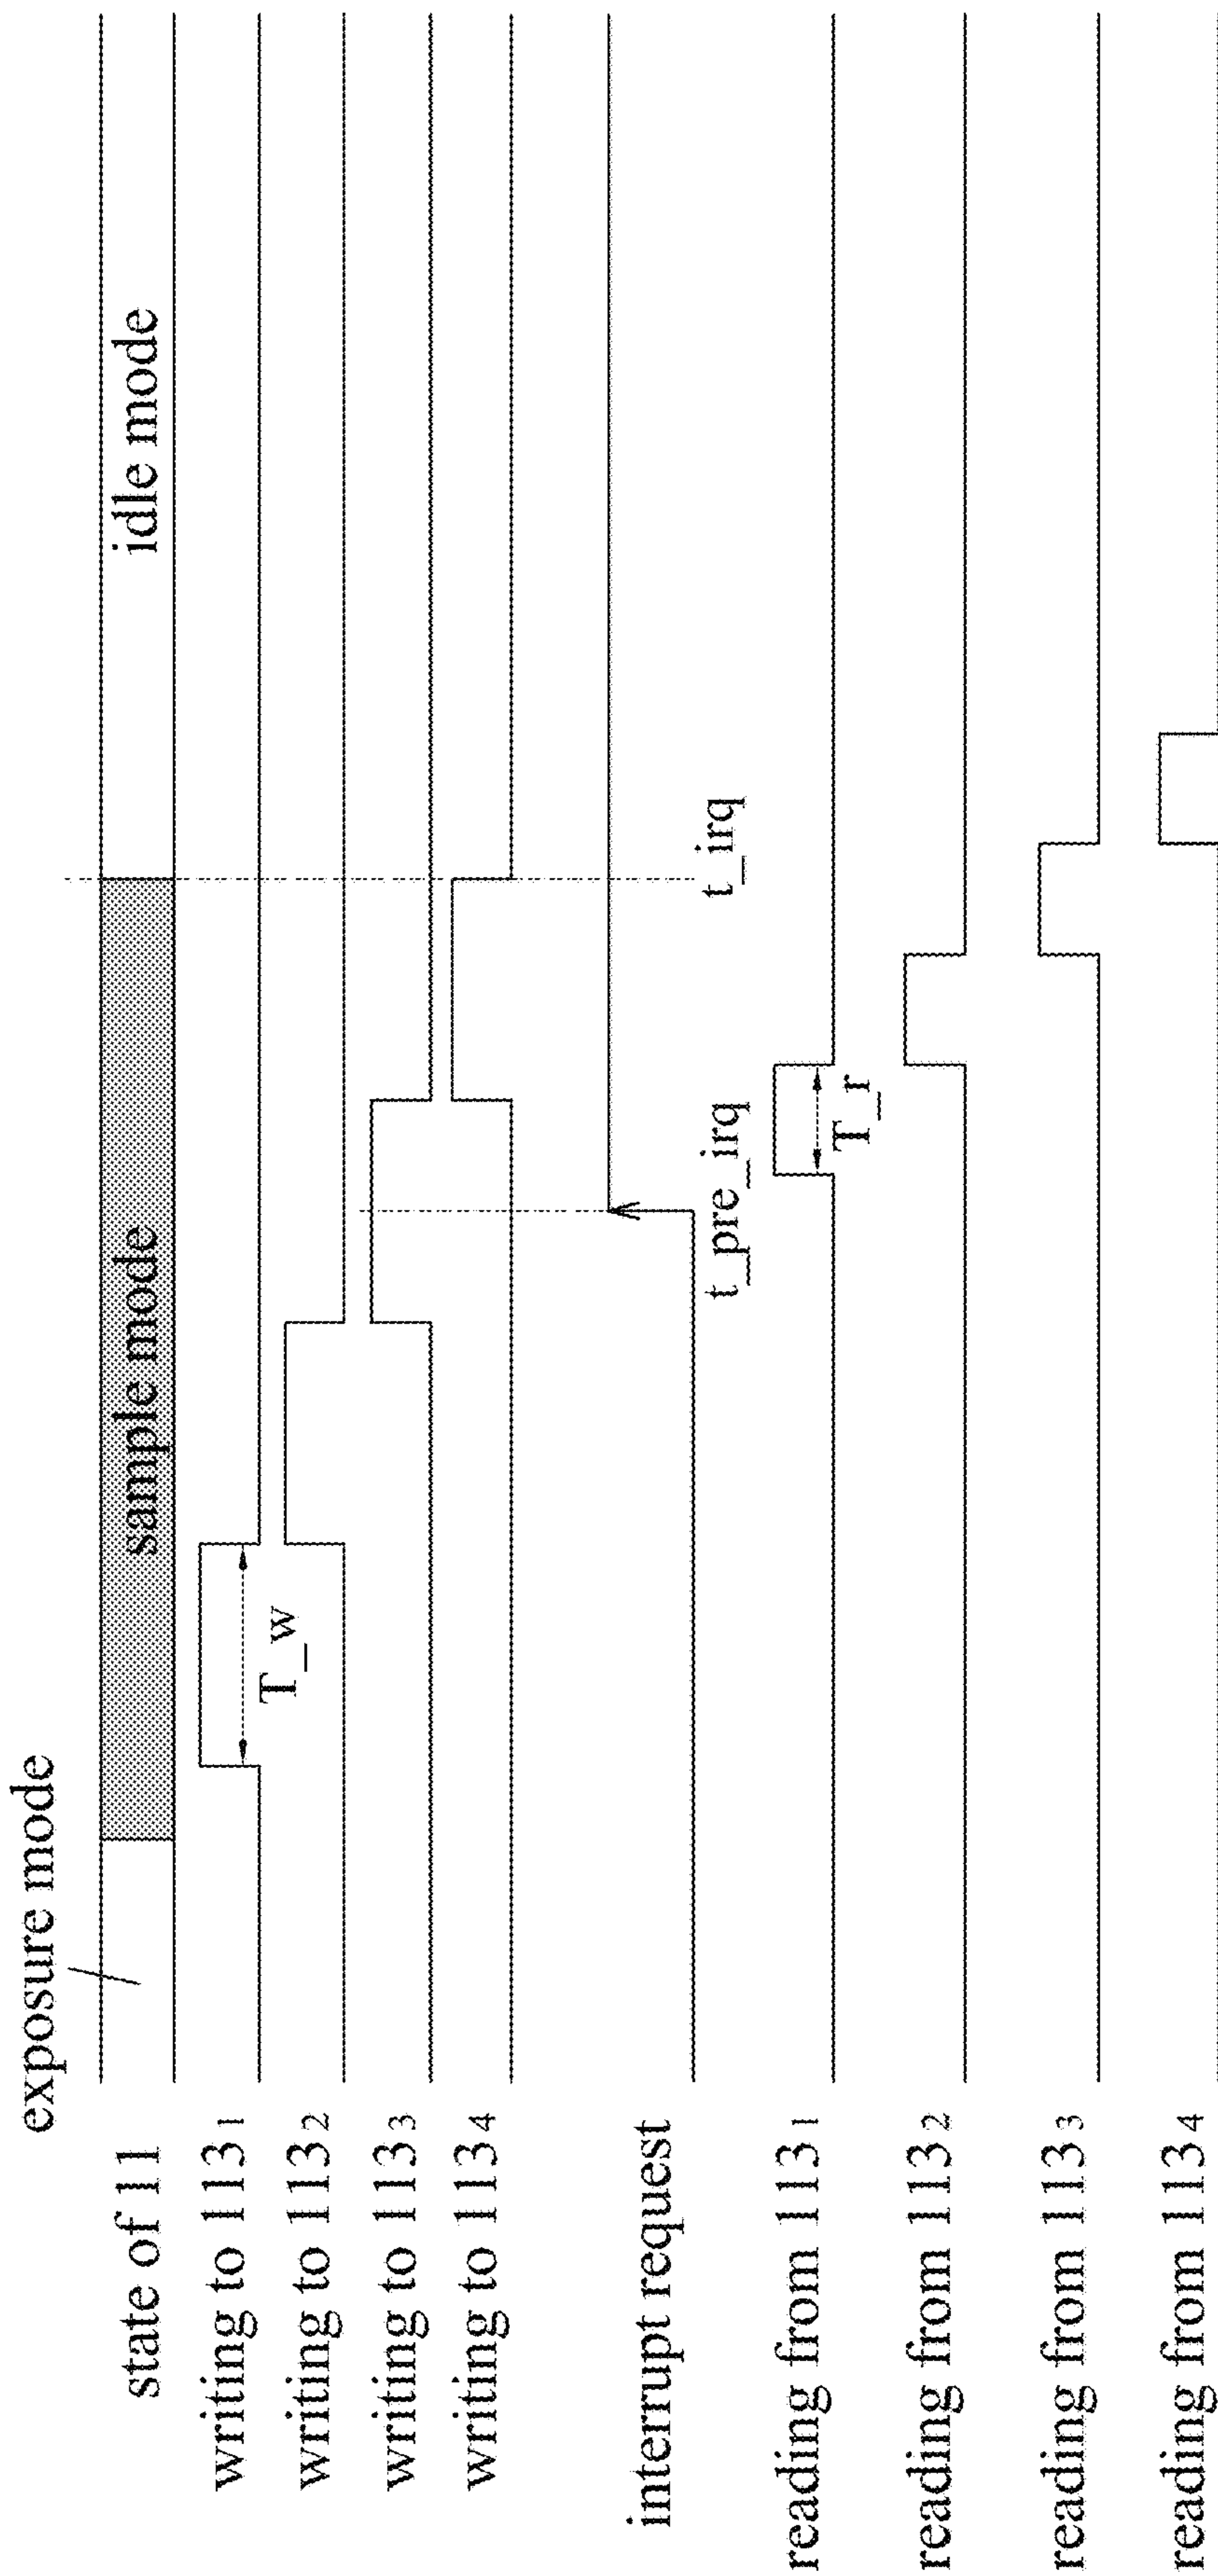 exposure mode
state of 11 sample mode idle mode
writing to 113₁
T_w
writing to 113₂
writing to 113₃
writing to 113₄
interrupt request
t_pre_irq t_irq
reading from 113₁
T_r
reading from 113₂
reading from 113₃
reading from 113₄